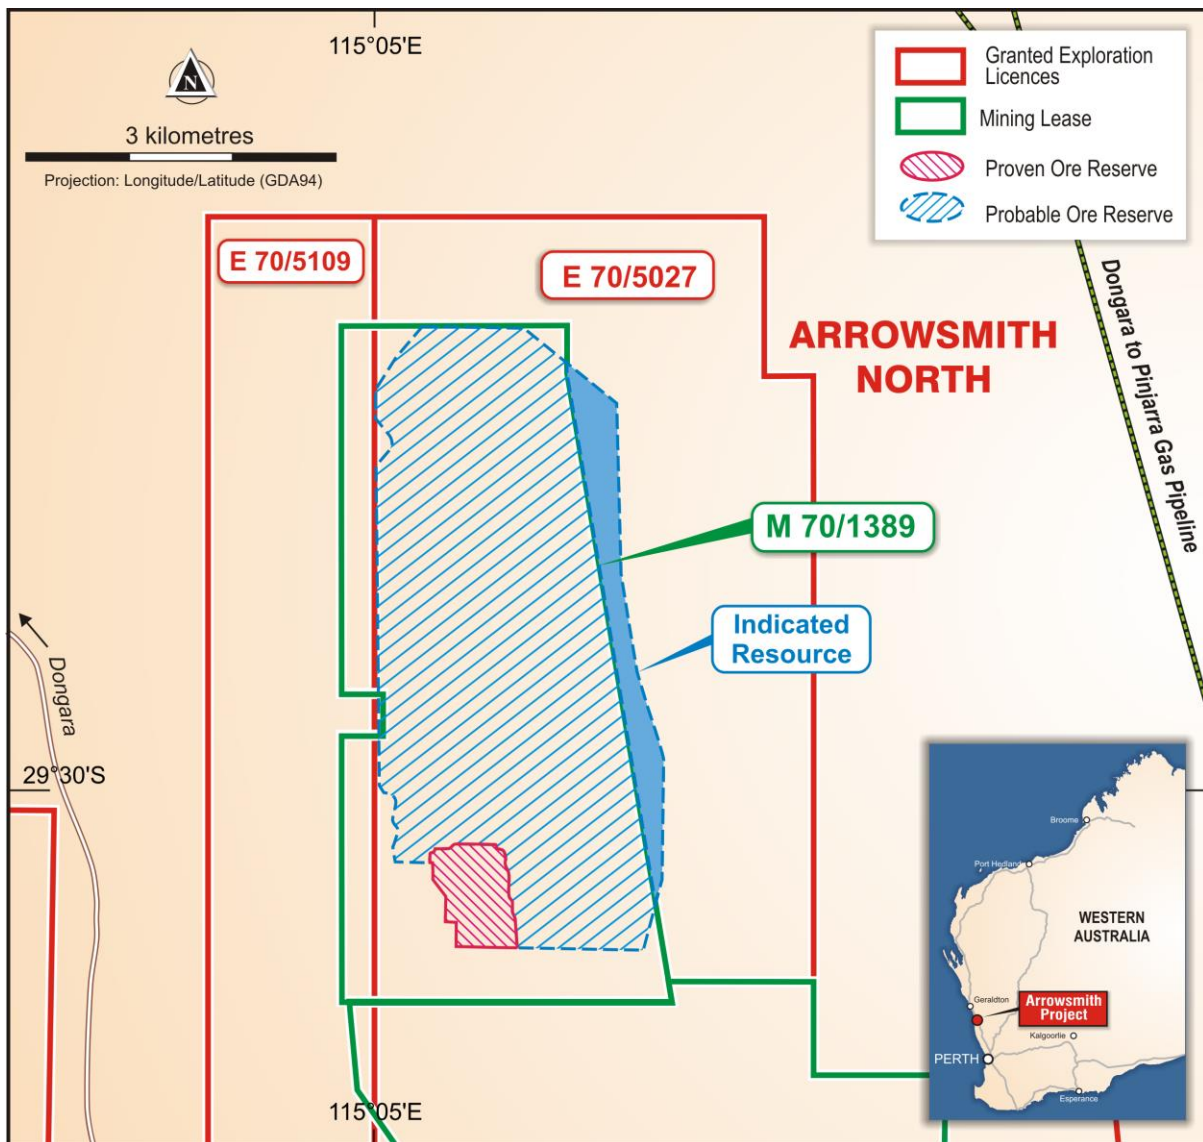 115°05'E
N
3 kilometres
Projection: Longitude/Latitude (GDA94)
Granted Exploration
Licences
Mining Lease
Proven Ore Reserve
Probable Ore Reserve
E 70/5109
E 70/5027
ARROWSMITH
NORTH
Dongara to Pinjarra Gas Pipeline
M 70/1389
Indicated
Resource
Dongara
29°30'S
Broome
Port Hedland
WESTERN
AUSTRALIA
Geraldton
Arrowsmith
Project
Kalgoorlie
PERTH
Esperance
115°05'E